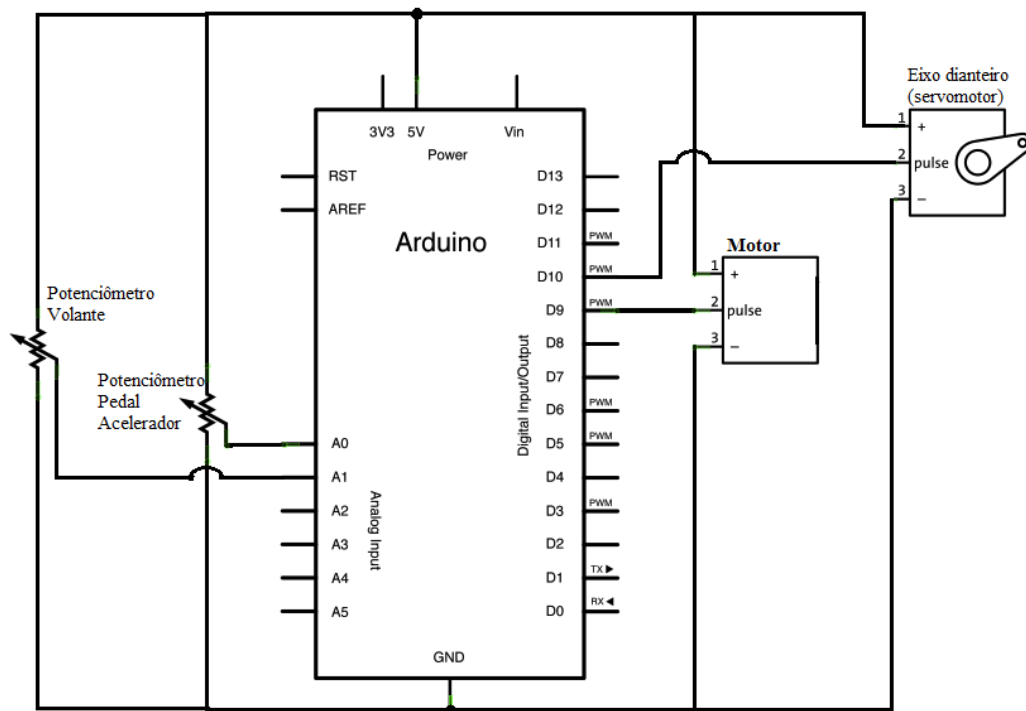 Eixo dianteiro
(servomotor)
1
+
2
pulse
3
−
3V3
5V
Vin
Power
RST
AREF
Arduino
D13
D12
D11
PWM
D10
PWM
D9
PWM
D8
D7
D6
PWM
D5
PWM
D4
D3
PWM
D2
D1
TX ▶
D0
RX ◀
Digital Input/Output
Motor
1
+
2
pulse
3
−
Potenciômetro
Volante
Potenciômetro
Pedal
Acelerador
A0
A1
A2
A3
A4
A5
Analog Input
GND